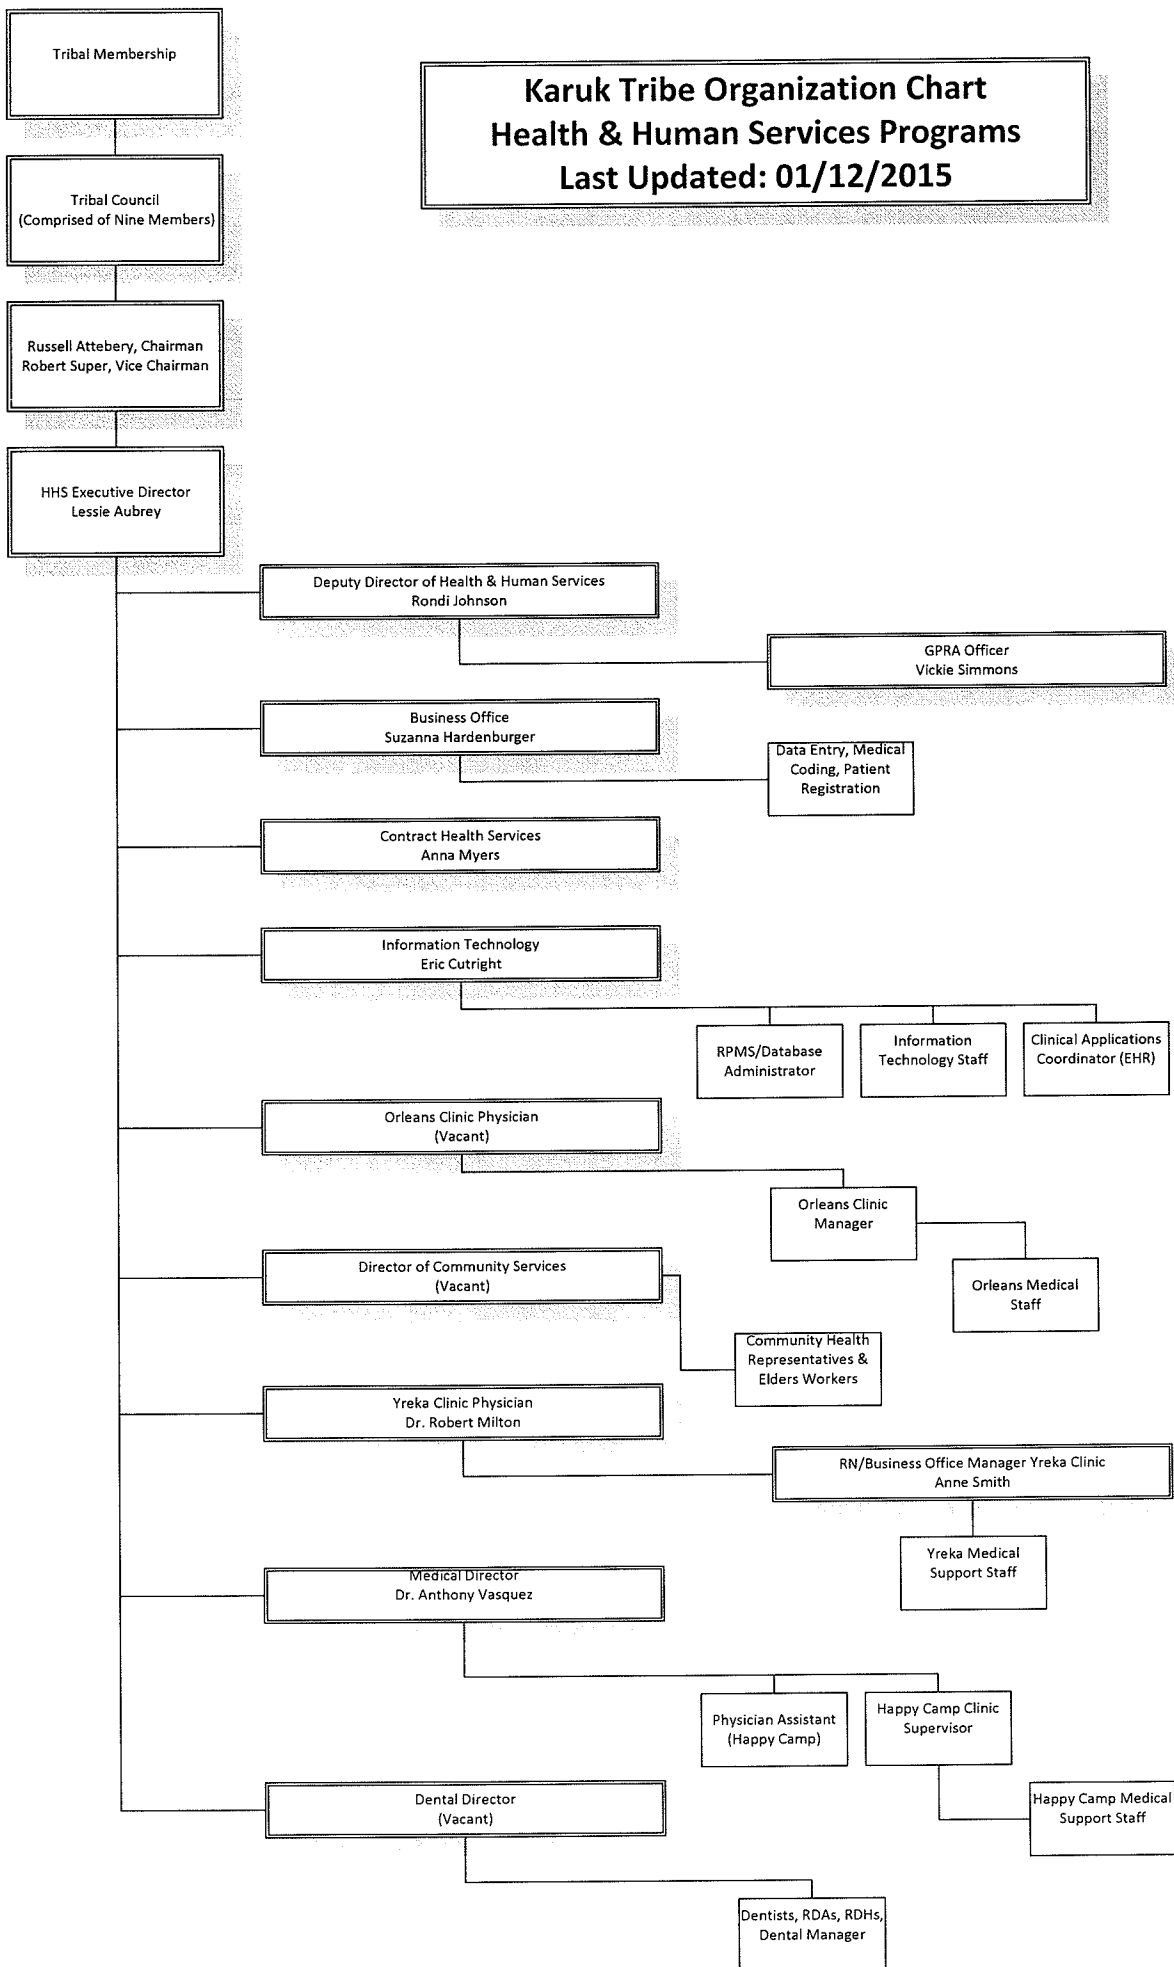 Tribal Membership
Karuk Tribe Organization Chart
Health & Human Services Programs
Last Updated: 01/12/2015
Tribal Council
(Comprised of Nine Members)
Russell Attebery, Chairman
Robert Super, Vice Chairman
HHS Executive Director
Lessie Aubrey
Deputy Director of Health & Human Services
Rondi Johnson
GPRA Officer
Vickie Simmons
Business Office
Suzanna Hardenburger
Data Entry, Medical
Coding, Patient
Registration
Contract Health Services
Anna Myers
Information Technology
Eric Cutright
RPMS/Database
Administrator
Information
Technology Staff
Clinical Applications
Coordinator (EHR)
Orleans Clinic Physician
(Vacant)
Orleans Clinic
Manager
Orleans Medical
Staff
Director of Community Services
(Vacant)
Community Health
Representatives &
Elders Workers
Yreka Clinic Physician
Dr. Robert Milton
RN/Business Office Manager Yreka Clinic
Anne Smith
Yreka Medical
Support Staff
Medical Director
Dr. Anthony Vasquez
Physician Assistant
(Happy Camp)
Happy Camp Clinic
Supervisor
Happy Camp Medical
Support Staff
Dental Director
(Vacant)
Dentists, RDAs, RDHs,
Dental Manager